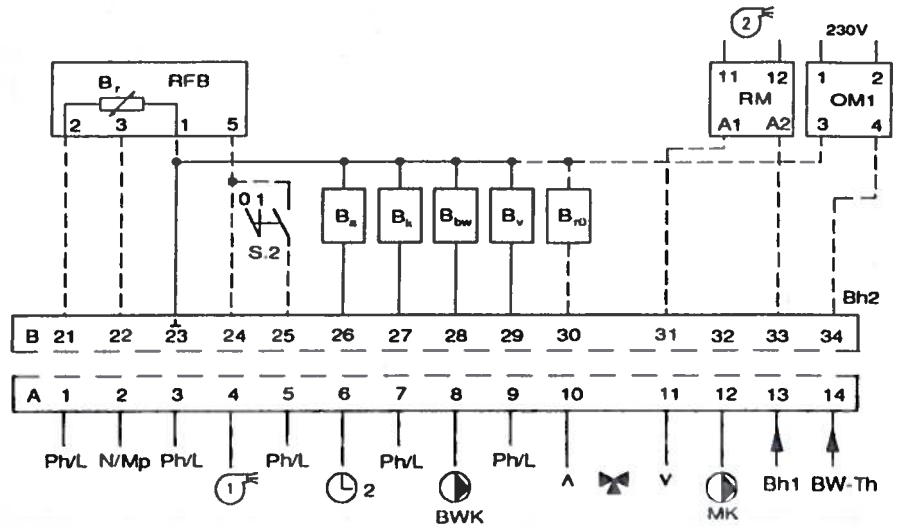 2
230V
Br RFB
11 12
1 2
RM
OM1
2 3 1 5
A1 A2
3 4
0 1
S.2
Ba Bk Bbw Bv Br0
Bh2
B 21 22 23 24 25 26 27 28 29 30 31 32 33 34
A 1 2 3 4 5 6 7 8 9 10 11 12 13 14
Ph/L N/Mp Ph/L Ph/L Ph/L Ph/L
1 2 Bh1 BW-Th
BWK MK